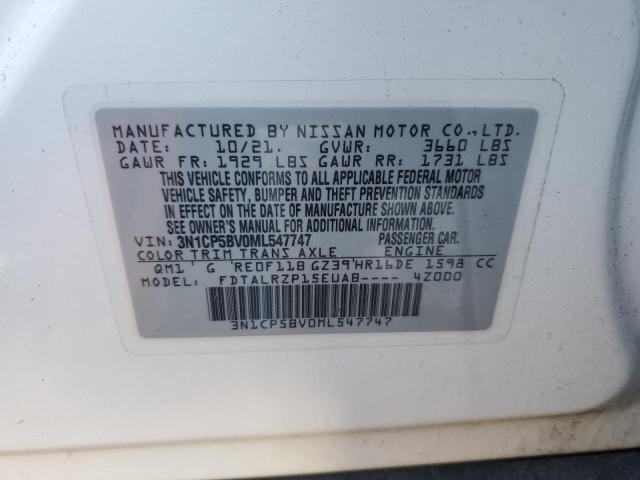 MANUFACTURED BY NISSAN MOTOR CO.,LTD.
DATE: 10/21. GVWR: 3660 LBS
GAWR FR: 1929 LBS GAWR RR: 1731 LBS
THIS VEHICLE CONFORMS TO ALL APPLICABLE FEDERAL MOTOR
VEHICLE SAFETY, BUMPER AND THEFT PREVENTION STANDARDS
IN EFFECT ON THE DATE OF MANUFACTURE SHOWN ABOVE.
SEE OWNER'S MANUAL FOR ADDITIONAL INFORMATION.
VIN: 3N1CP5BV0ML547747 PASSENGER CAR.
COLOR TRIM TRANS AXLE ENGINE
QM1 G RE0F11B GZ39 HR16DE 1598 CC
MODEL: FDTALRZP15EUAB---- 4Z000
3N1CP5BV0ML547747